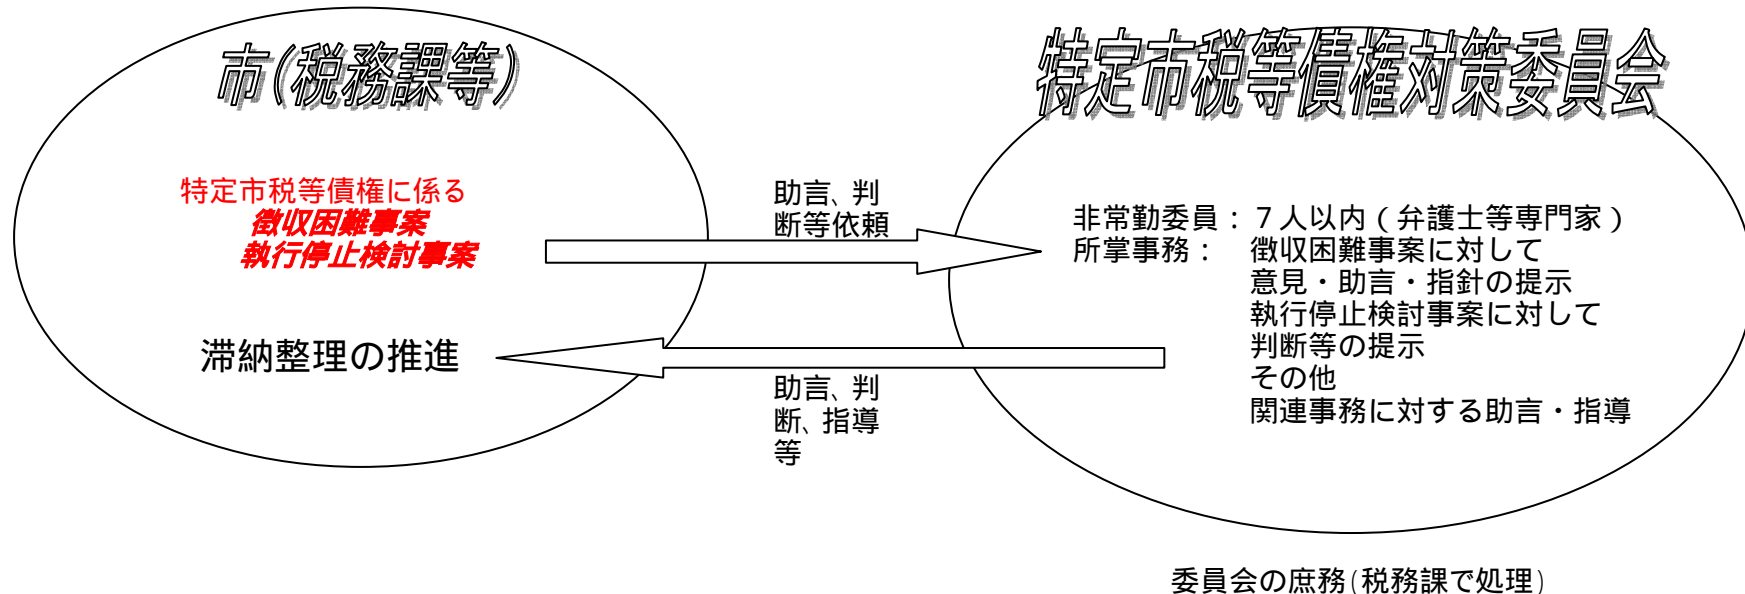 市(税務課等)
特定市税等債権に係る
徴収困難事案
執行停止検討事案
滞納整理の推進
助言、判
断等依頼
助言、判
断、指導
等
特定市税等債権対策委員会
非常勤委員：７人以内（弁護士等専門家）
所掌事務：　徴収困難事案に対して
意見・助言・指針の提示
執行停止検討事案に対して
判断等の提示
その他
関連事務に対する助言・指導
委員会の庶務(税務課で処理)